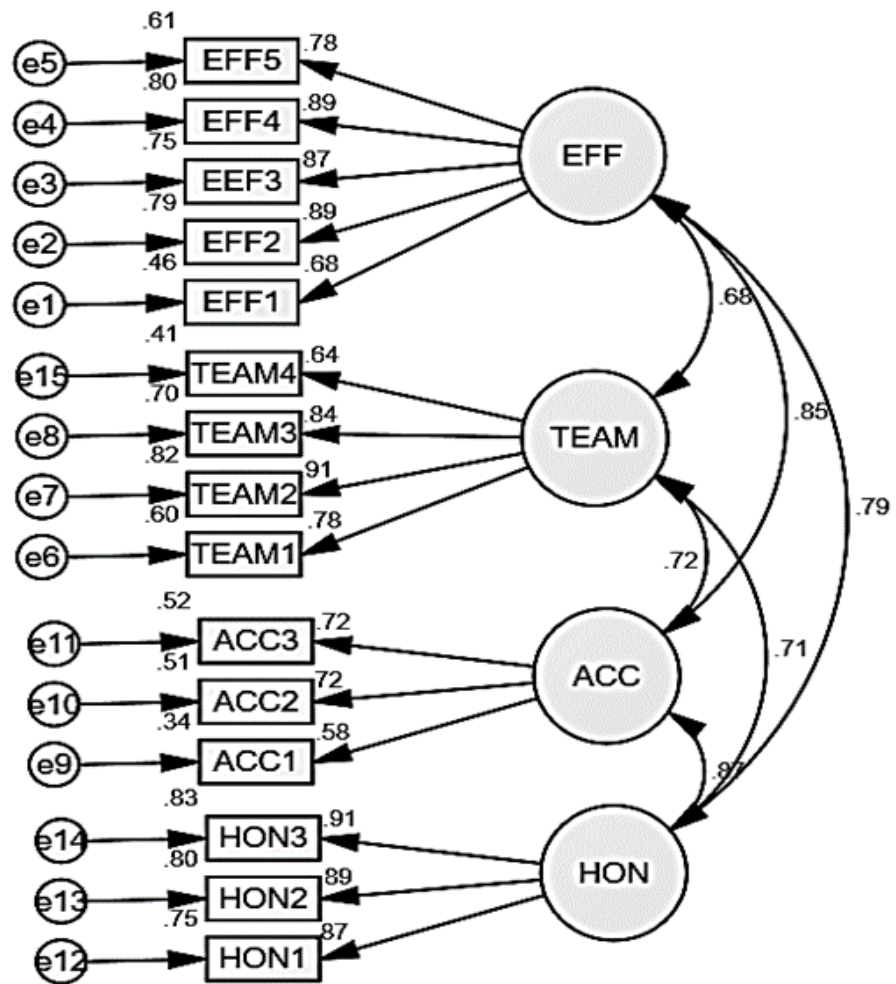 .61
e5 EFF5 .78
.80
e4 EFF4 .89
.75
e3 EEF3 87
.79
e2 EFF2 .89
.46
e1 EFF1 .68
EFF
.41
e15 TEAM4 .64
.70
e8 TEAM3 .84
.82
e7 TEAM2 91
.60
e6 TEAM1 .78
TEAM
.52
e11 ACC3 .72
.51
e10 ACC2 72
.34
e9 ACC1 .58
ACC
.83
e14 HON3 .91
.80
e13 HON2 89
.75
e12 HON1 87
HON
.68
.85
.79
.72
.71
.87